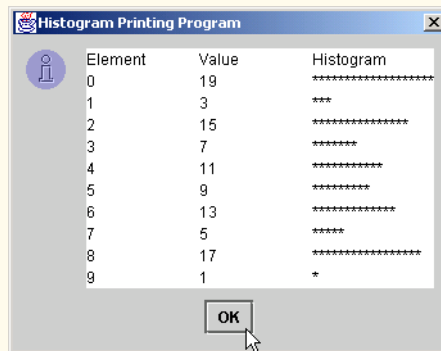 Histogram Printing Program
Element Value Histogram
0 19 *******************
1 3 ***
2 15 ***************
3 7 *******
4 11 ***********
5 9 *********
6 13 *************
7 5 *****
8 17 *****************
9 1 *
OK